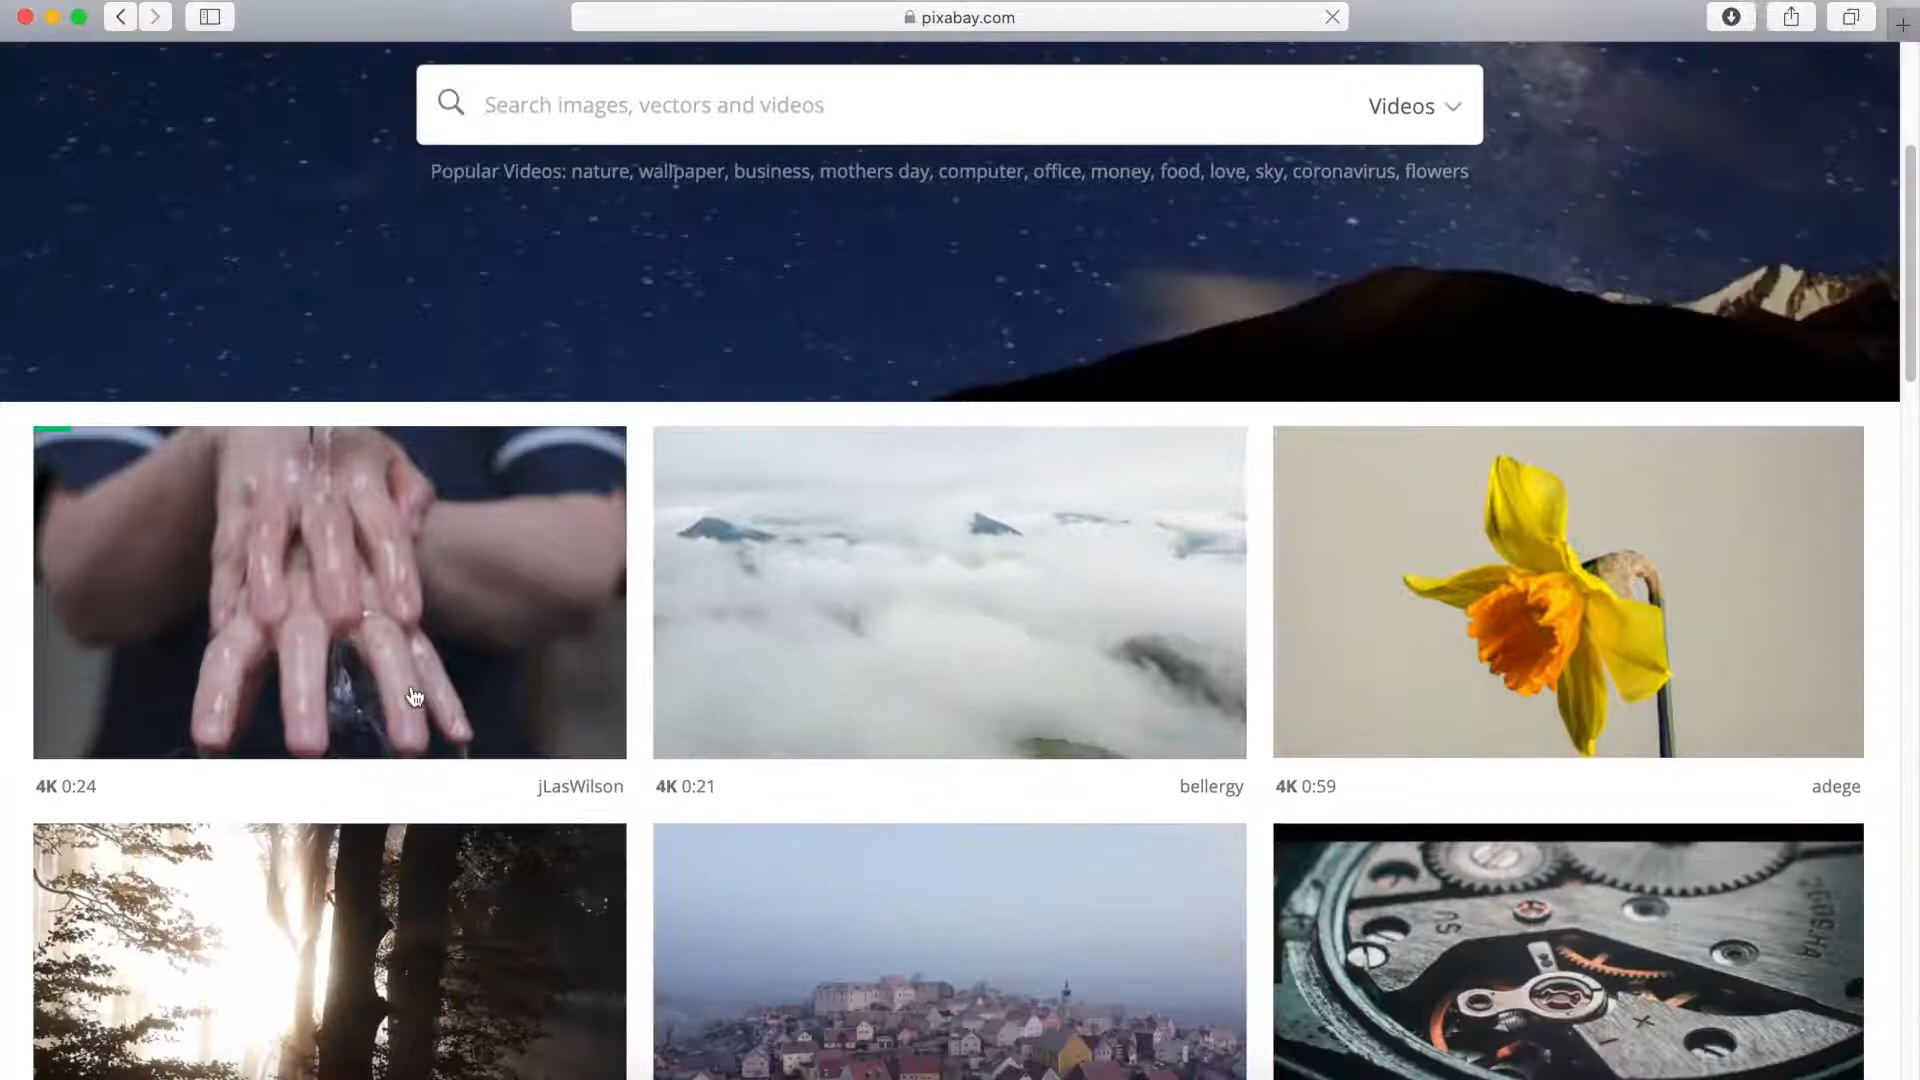 pixabay.com
Search images, vectors and videos
Videos
Popular Videos: nature, wallpaper, business, mothers day, computer, office, money, food, love, sky, coronavirus, flowers
4K 0:24
jLasWilson
4K 0:21
bellergy
4K 0:59
adege